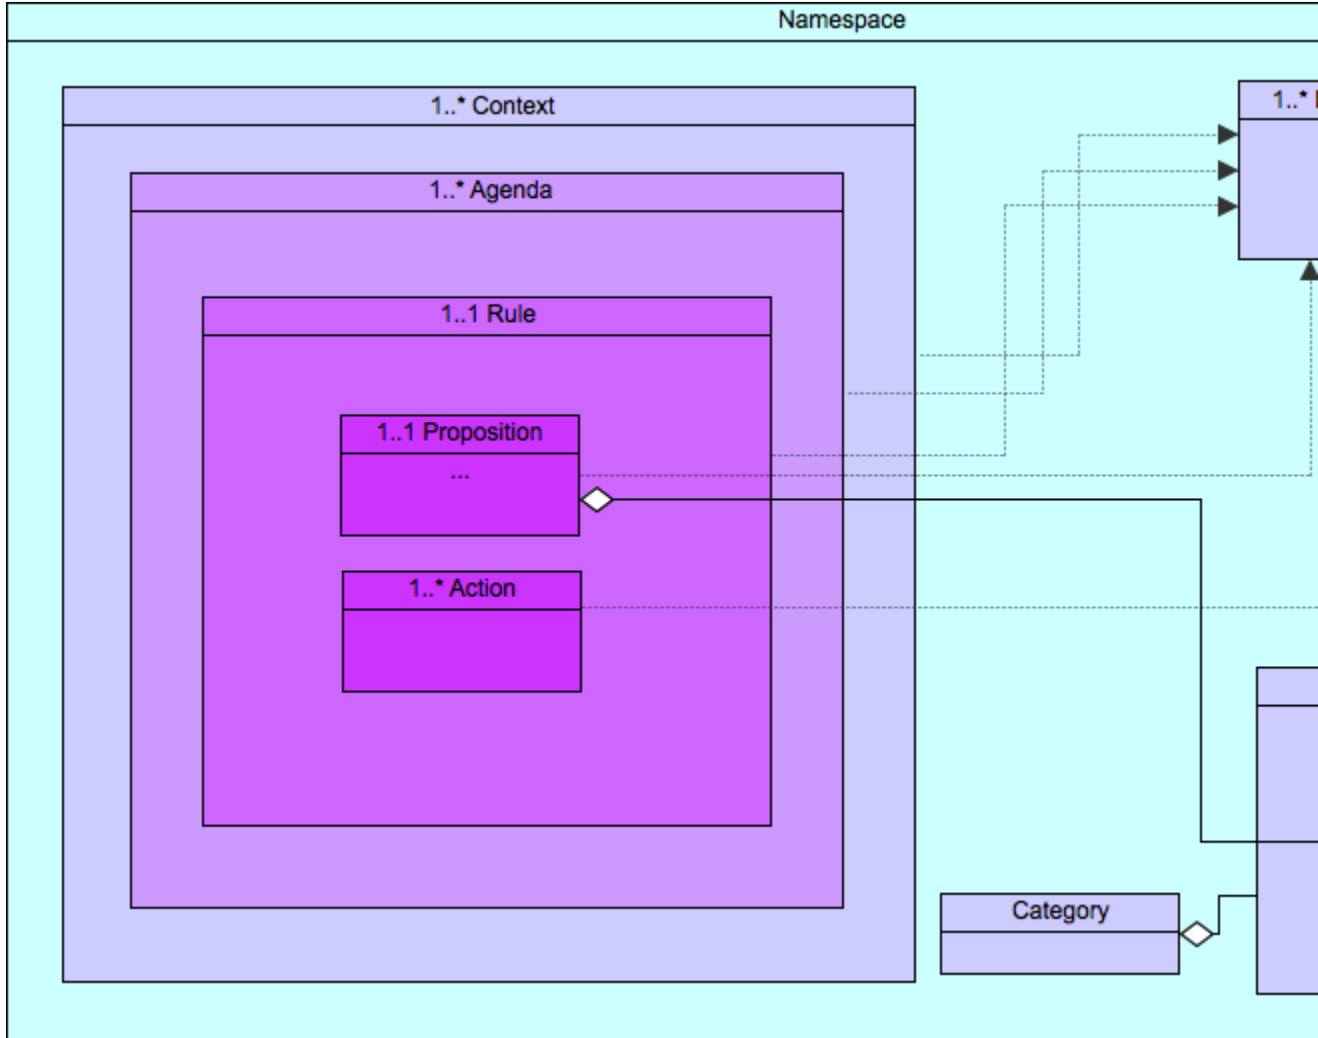 Namespace
1..* Context
1..*
1..* Agenda
1..1 Rule
1..1 Proposition
...
1..* Action
Category